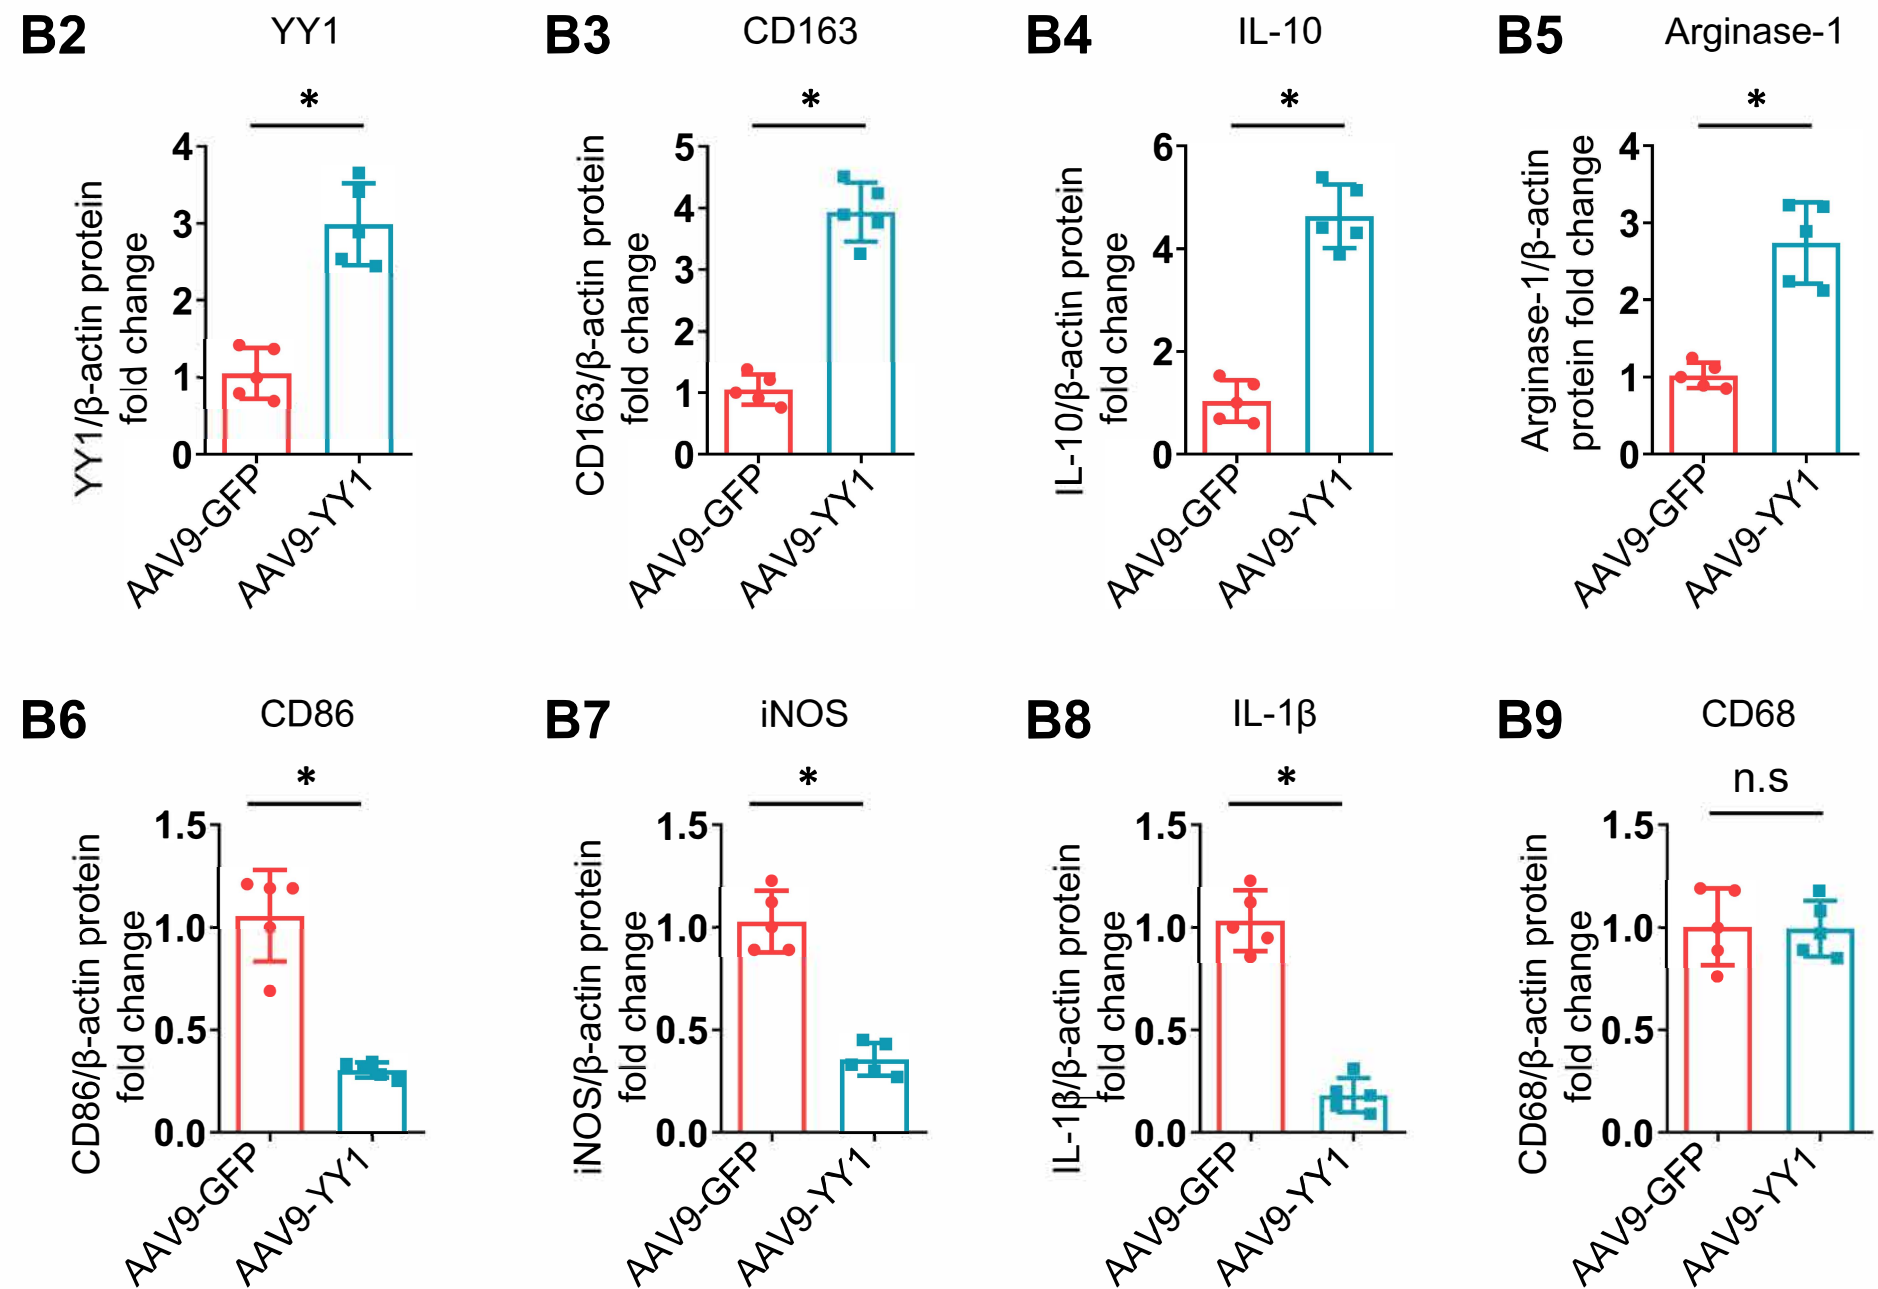 B2 YY1
*
YY1/β-actin protein
fold change
4
3
2
1
0
AAV9-GFP
AAV9-YY1
B3 CD163
*
CD163/β-actin protein
fold change
5
4
3
2
1
0
AAV9-GFP
AAV9-YY1
B4 IL-10
*
IL-10/β-actin protein
fold change
6
4
2
0
AAV9-GFP
AAV9-YY1
B5 Arginase-1
*
Arginase-1/β-actin
protein fold change
4
3
2
1
0
AAV9-GFP
AAV9-YY1
B6 CD86
*
CD86/β-actin protein
fold change
1.5
1.0
0.5
0.0
AAV9-GFP
AAV9-YY1
B7 iNOS
*
iNOS/β-actin protein
fold change
1.5
1.0
0.5
0.0
AAV9-GFP
AAV9-YY1
B8 IL-1β
*
IL-1β/β-actin protein
fold change
1.5
1.0
0.5
0.0
AAV9-GFP
AAV9-YY1
B9 CD68
n.s
CD68/β-actin protein
fold change
1.5
1.0
0.5
0.0
AAV9-GFP
AAV9-YY1